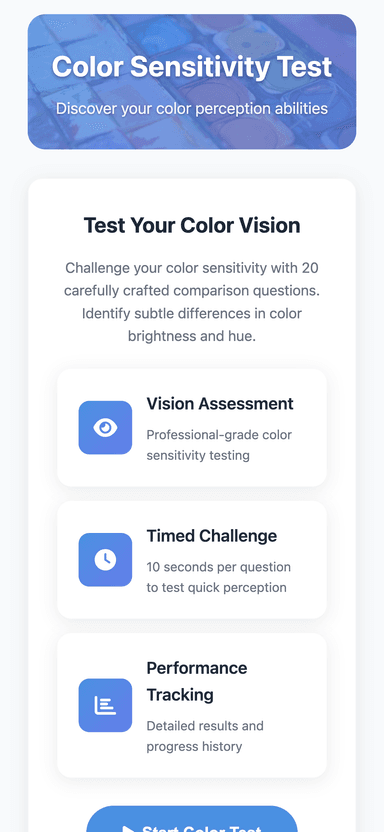 Color Sensitivity Test
Discover your color perception abilities
Test Your Color Vision
Challenge your color sensitivity with 20
carefully crafted comparison questions.
Identify subtle differences in color
brightness and hue.
Vision Assessment
Professional-grade color
sensitivity testing
Timed Challenge
10 seconds per question
to test quick perception
Performance
Tracking
Detailed results and
progress history
Start Color Test